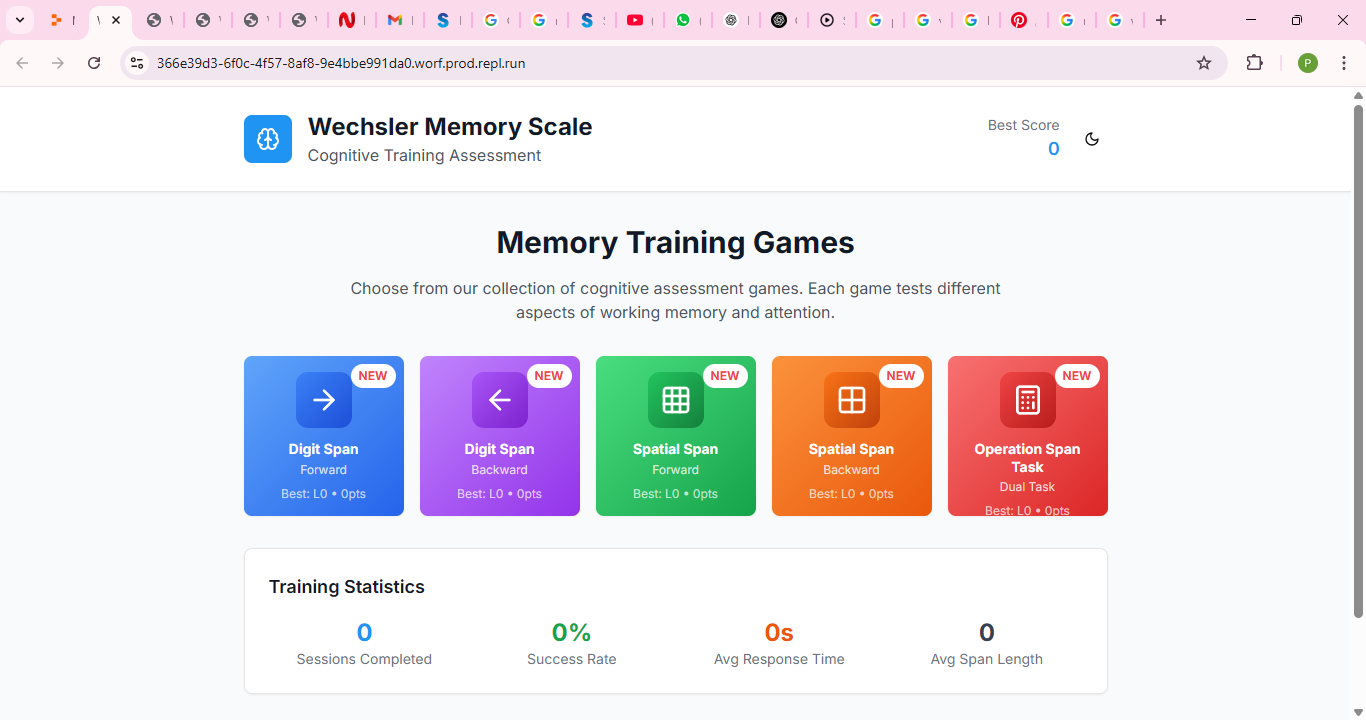 366e39d3-6f0c-4f57-8af8-9e4bbe991da0.worf.prod.repl.run
P
Wechsler Memory Scale
Cognitive Training Assessment
Best Score
0
Memory Training Games
Choose from our collection of cognitive assessment games. Each game tests different
aspects of working memory and attention.
NEW
Digit Span
Forward
Best: L0 • 0pts
NEW
Digit Span
Backward
Best: L0 • 0pts
NEW
Spatial Span
Forward
Best: L0 • 0pts
NEW
Spatial Span
Backward
Best: L0 • 0pts
NEW
Operation Span
Task
Dual Task
Best: L0 • 0pts
Training Statistics
0
Sessions Completed
0%
Success Rate
0s
Avg Response Time
0
Avg Span Length